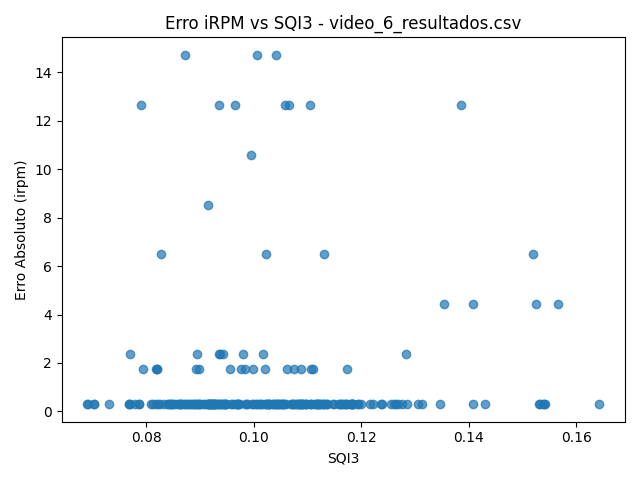 Erro iRPM vs SQI3 - video_6_resultados.csv
Erro Absoluto (irpm)
14
12
10
8
6
4
2
0
0.08 0.10 0.12 0.14 0.16
SQI3